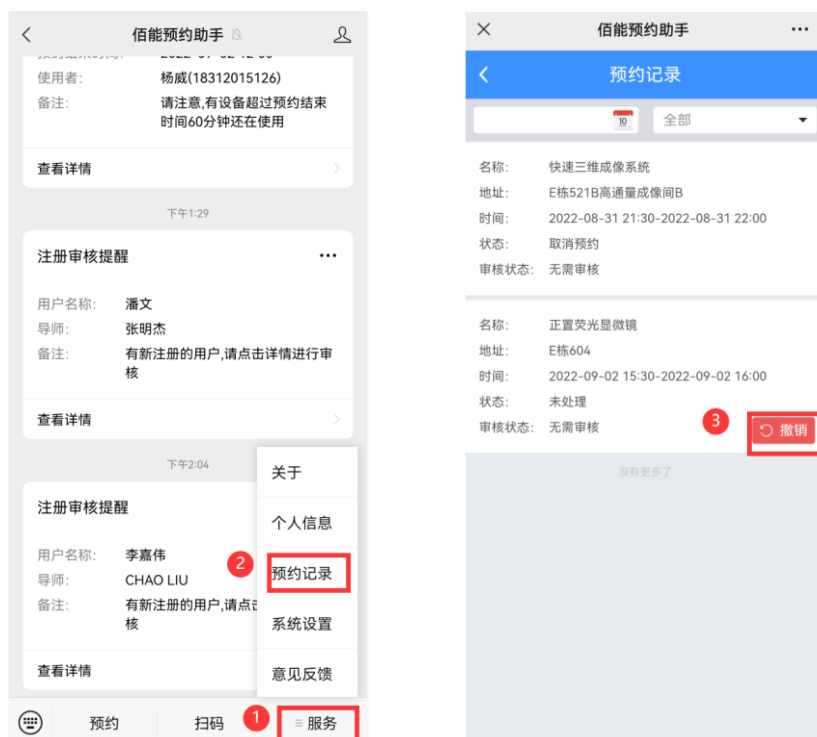 佰能预约助手
使用者: 杨威(18312015126)
备注: 请注意,有设备超过预约结束
时间60分钟还在使用
查看详情
下午1:29
注册审核提醒
用户名称: 潘文
导师: 张明杰
备注: 有新注册的用户,请点击详情进行审
核
查看详情
下午2:04
注册审核提醒
用户名称: 李嘉伟
导师: CHAO LIU
备注: 有新注册的用户,请点
核
查看详情
关于
个人信息
2
预约记录
系统设置
意见反馈
预约
扫码
1
服务
佰能预约助手
预约记录
10
全部
名称: 快速三维成像系统
地址: E栋521B高通量成像间B
时间: 2022-08-31 21:30-2022-08-31 22:00
状态: 取消预约
审核状态: 无需审核
名称: 正置荧光显微镜
地址: E栋604
时间: 2022-09-02 15:30-2022-09-02 16:00
状态: 未处理
审核状态: 无需审核
3
撤销
没有更多了